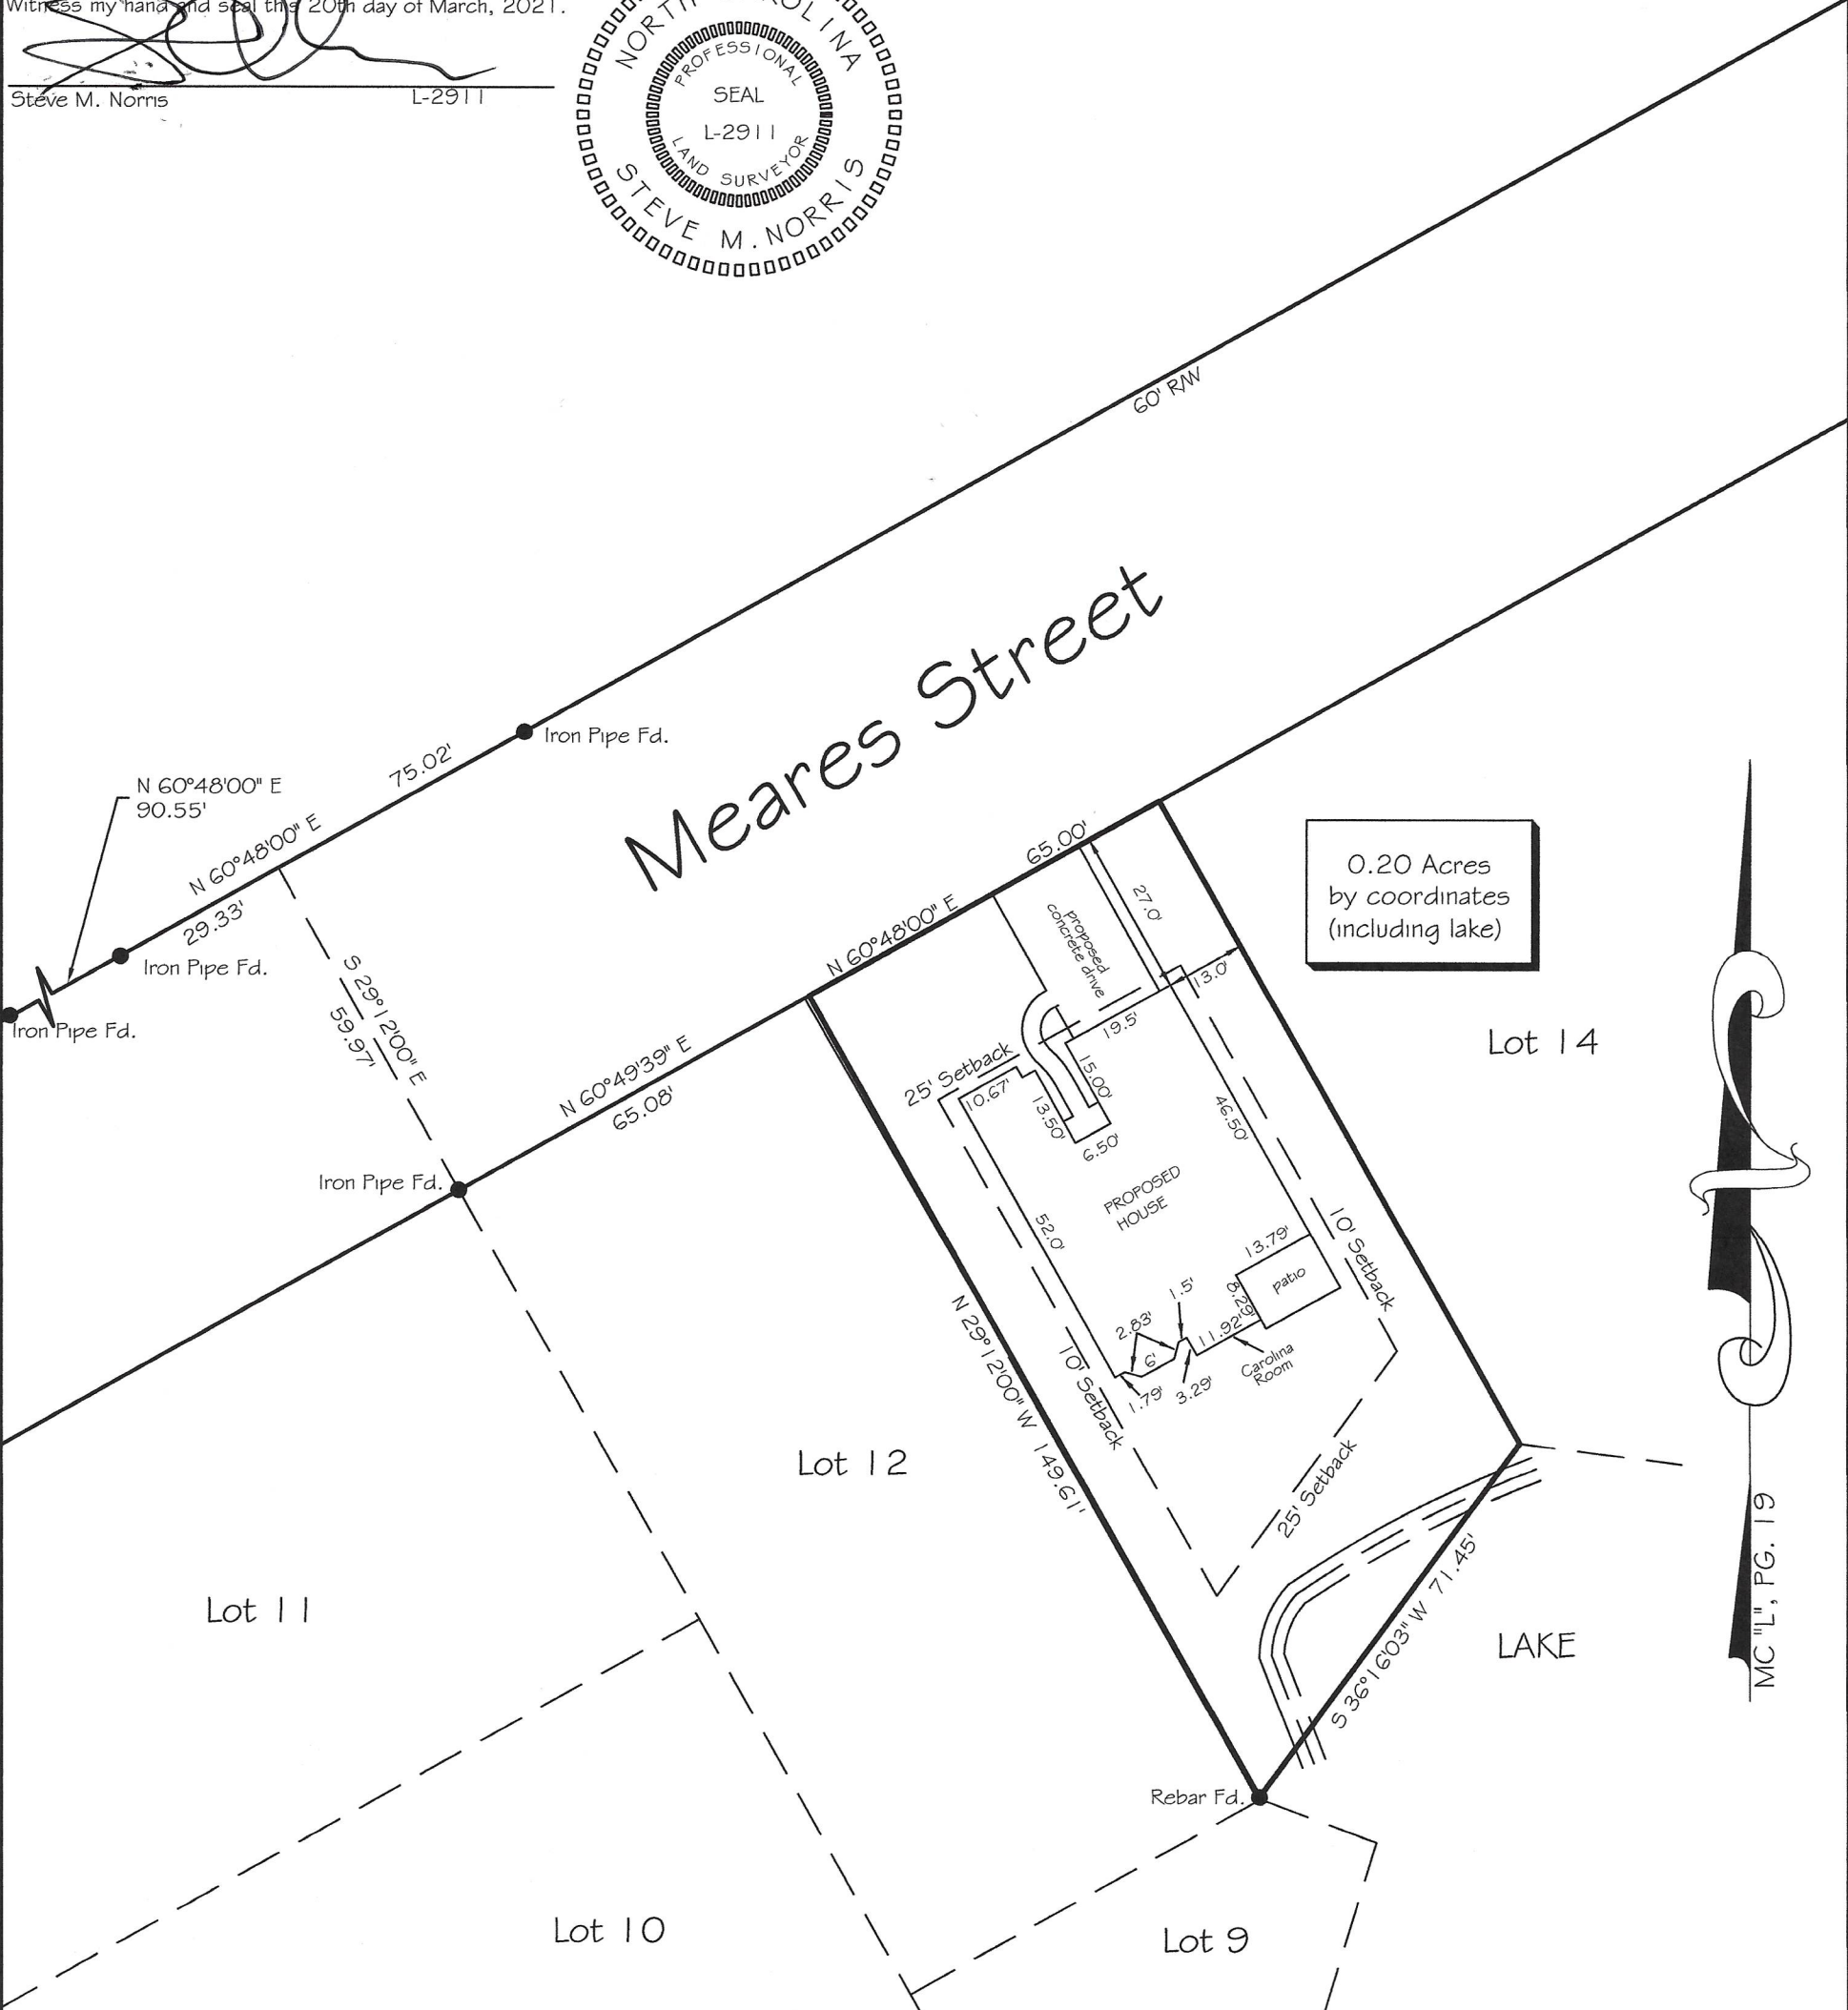 Witness my hand and seal this 20th day of March, 2021.
Steve M. Norris L-2911
PROFESSIONAL
SEAL
L-2911
LAND SURVEYOR
STEVE M. NORRIS
60' R/W
Meares Street
Iron Pipe Fd.
75.02'
N 60°48'00" E
90.55'
N 60°48'00" E
29.33'
Iron Pipe Fd.
Iron Pipe Fd.
S 29°12'00" E
59.97'
N 60°49'39" E
65.08'
Iron Pipe Fd.
N 60°48'00" E
65.00'
0.20 Acres
by coordinates
(including lake)
Lot 14
proposed
concrete drive
27.0'
13.0'
19.5'
25' Setback
10.67'
13.50'
15.00'
6.50'
46.50'
PROPOSED
HOUSE
52.0'
13.79'
patio
8.29'
10' Setback
1.5'
2.83'
6'
11.92'
Carolina
Room
1.79'
3.29'
10' Setback
N 29°12'00" W 149.61'
25' Setback
Lot 12
Lot 11
S 36°16'03" W 71.45'
LAKE
MC "L", PG. 19
Rebar Fd.
Lot 10
Lot 9